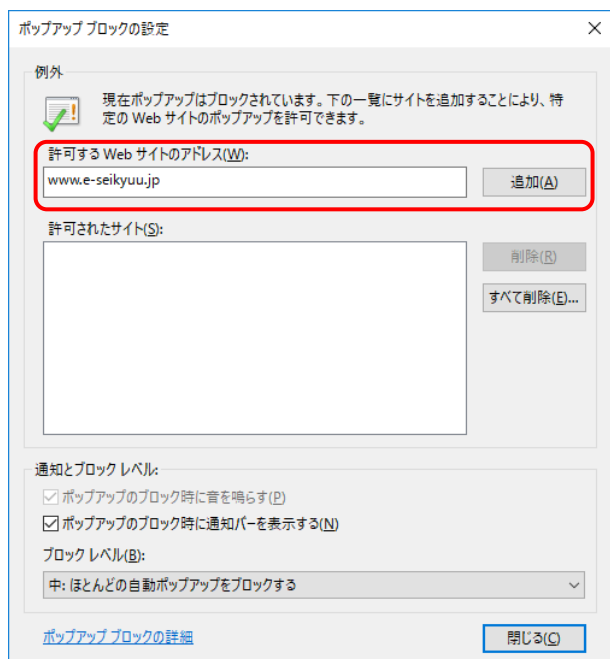 ポップアップ ブロックの設定
例外
現在ポップアップはブロックされています。下の一覧にサイトを追加することにより、特
定の Web サイトのポップアップを許可できます。
許可する Web サイトのアドレス(W):
www.e-seikyuu.jp
追加(A)
許可されたサイト(S):
削除(R)
すべて削除(E)...
通知とブロック レベル:
ポップアップのブロック時に音を鳴らす(P)
ポップアップのブロック時に通知バーを表示する(N)
ブロック レベル(B):
中: ほとんどの自動ポップアップをブロックする
ポップアップ ブロックの詳細
閉じる(C)